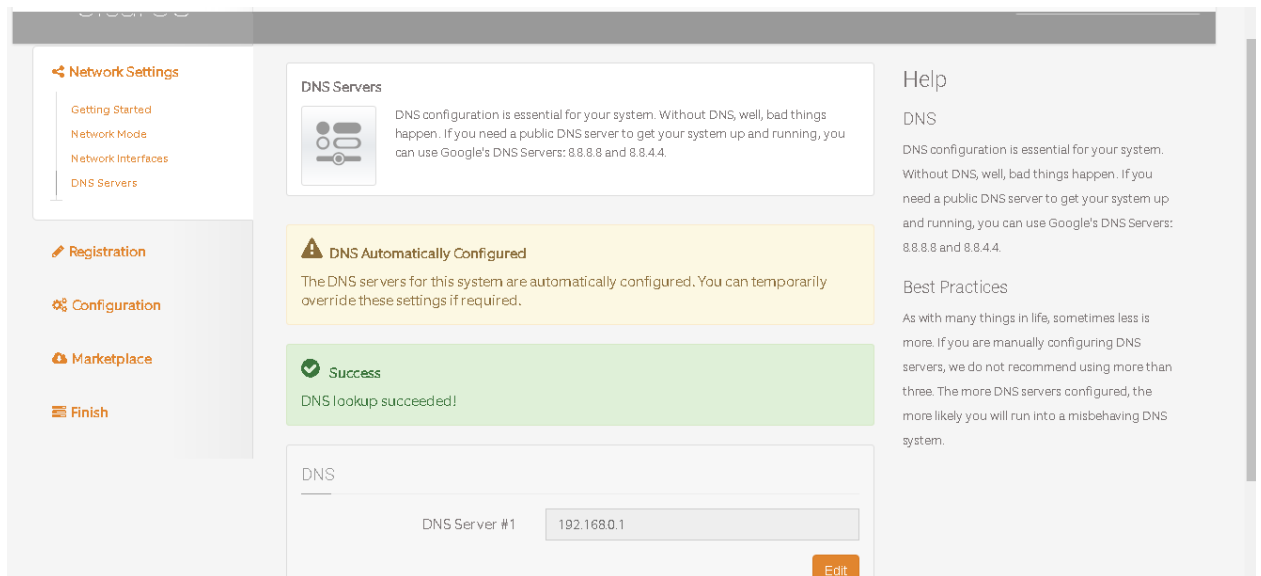 Network Settings
Getting Started
Network Mode
Network Interfaces
DNS Servers
Registration
Configuration
Marketplace
Finish
DNS Servers
DNS configuration is essential for your system. Without DNS, well, bad things
happen. If you need a public DNS server to get your system up and running, you
can use Google's DNS Servers: 8.8.8.8 and 8.8.4.4.
DNS Automatically Configured
The DNS servers for this system are automatically configured. You can temporarily
override these settings if required.
Success
DNS lookup succeeded!
DNS
DNS Server #1
192.168.0.1
Edit
Help
DNS
DNS configuration is essential for your system.
Without DNS, well, bad things happen. If you
need a public DNS server to get your system up
and running, you can use Google's DNS Servers:
8.8.8.8 and 8.8.4.4.
Best Practices
As with many things in life, sometimes less is
more. If you are manually configuring DNS
servers, we do not recommend using more than
three. The more DNS servers configured, the
more likely you will run into a misbehaving DNS
system.